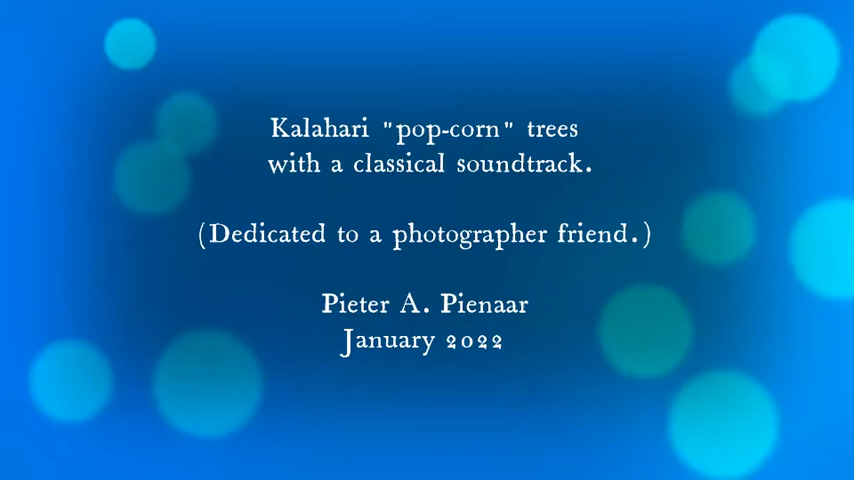 Kalahari "pop-corn" trees
with a classical soundtrack.
(Dedicated to a photographer friend.)
Pieter A. Pienaar
January 2022